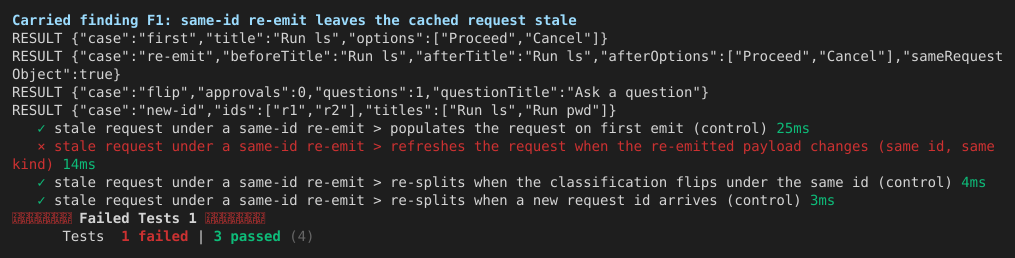 Carried finding F1: same-id re-emit leaves the cached request stale
RESULT {"case":"first","title":"Run ls","options":["Proceed","Cancel"]}
RESULT {"case":"re-emit","beforeTitle":"Run ls","afterTitle":"Run ls","afterOptions":["Proceed","Cancel"],"sameRequest
Object":true}
RESULT {"case":"flip","approvals":0,"questions":1,"questionTitle":"Ask a question"}
RESULT {"case":"new-id","ids":["r1","r2"],"titles":["Run ls","Run pwd"]}
✓ stale request under a same-id re-emit > populates the request on first emit (control) 25ms
× stale request under a same-id re-emit > refreshes the request when the re-emitted payload changes (same id, same
kind) 14ms
✓ stale request under a same-id re-emit > re-splits when the classification flips under the same id (control) 4ms
✓ stale request under a same-id re-emit > re-splits when a new request id arrives (control) 3ms
Failed Tests 1
Tests 1 failed | 3 passed (4)